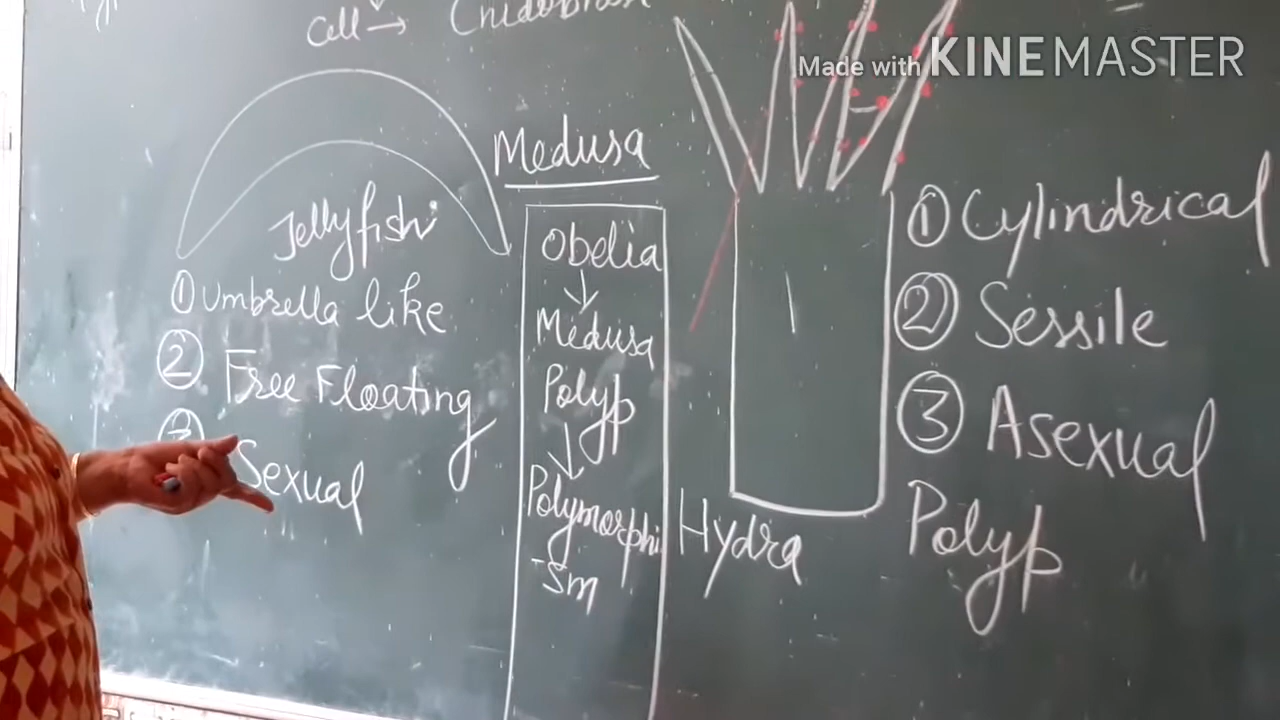 Cell →
Made with KINEMASTER
Medusa
Jellyfish
① Umbrella like
② Free Floating
③ Sexual
Obelia
↓
Medusa
Polyp
↓
Polymorphi
-sm
① Cylindrical
② Sessile
③ Asexual
Polyp
Hydra